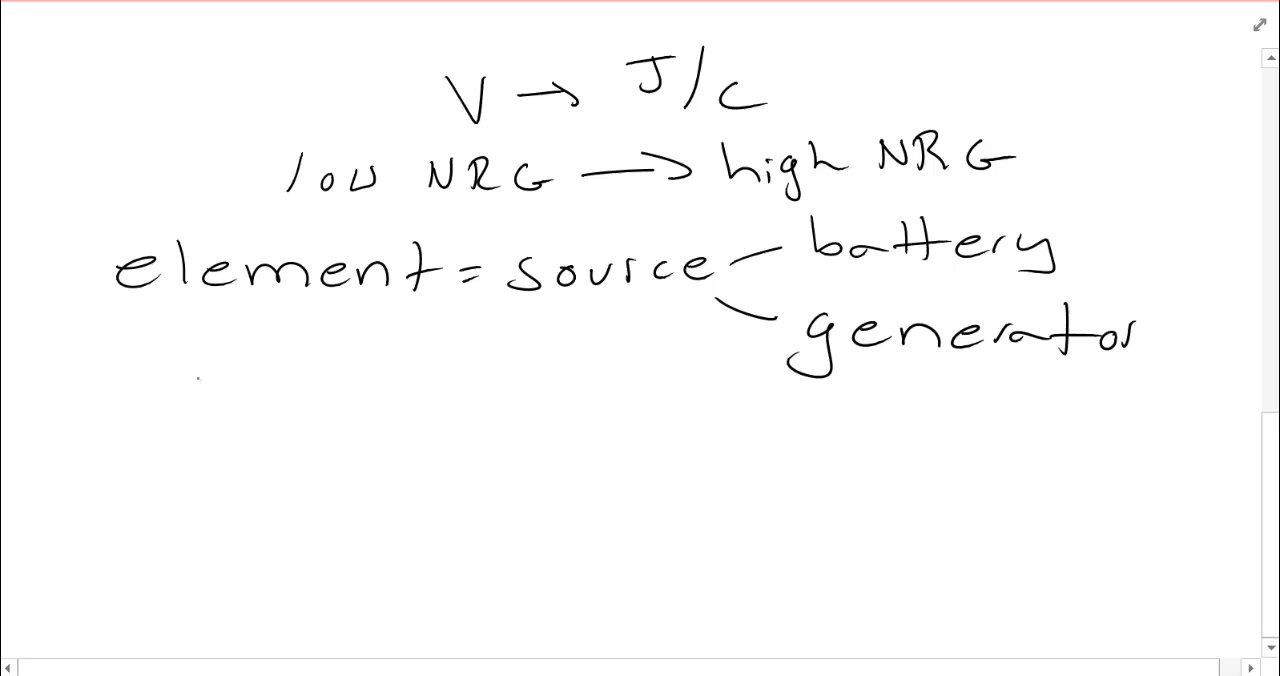 V → J/C
low NRG → high NRG
element = source - battery
generator